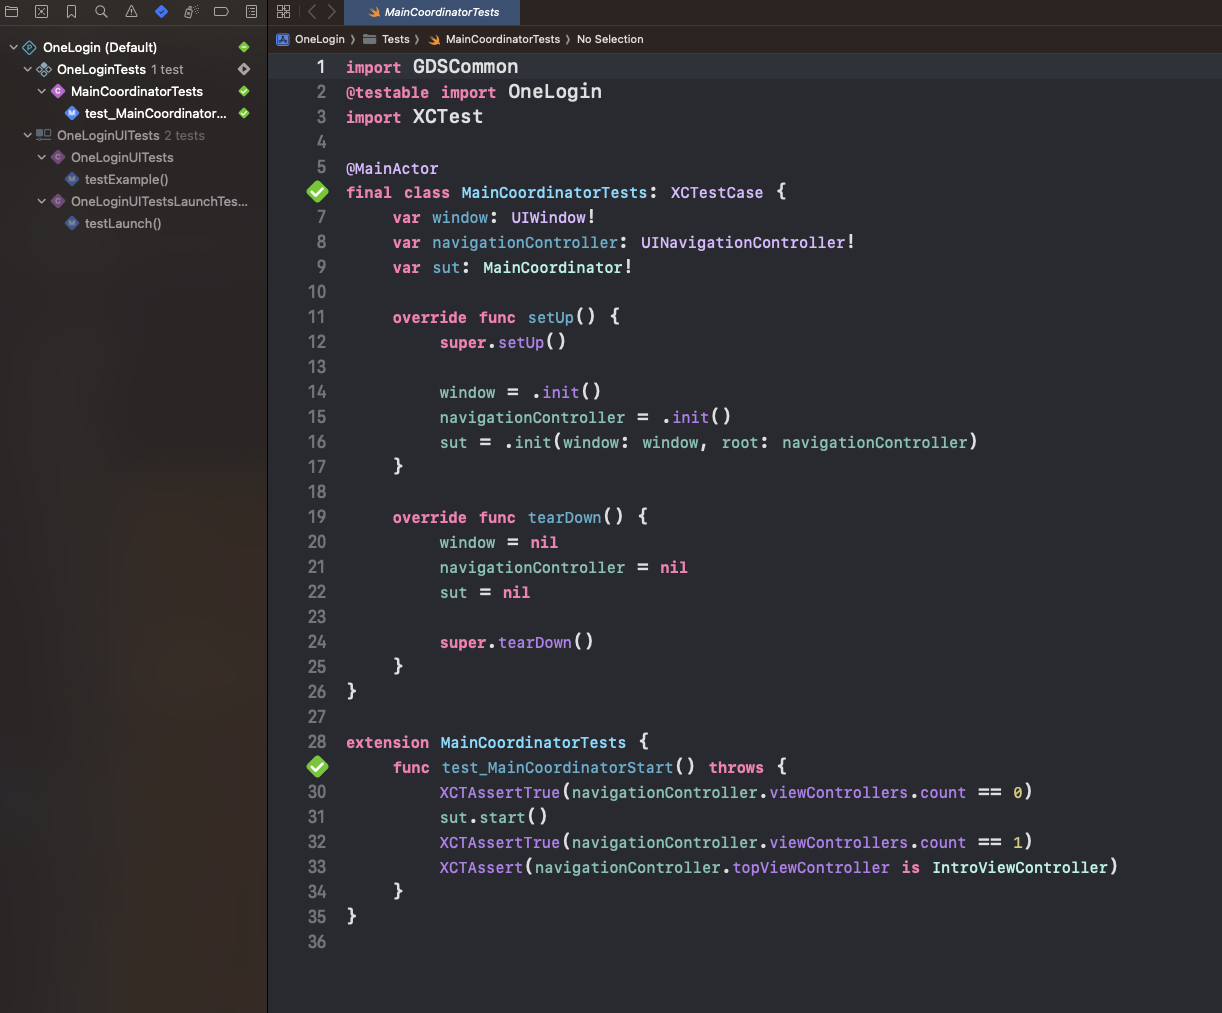 MainCoordinatorTests
OneLogin 〉 Tests 〉 MainCoordinatorTests 〉 No Selection
OneLogin (Default)
OneLoginTests 1 test
MainCoordinatorTests
test_MainCoordinator...
OneLoginUITests 2 tests
OneLoginUITests
testExample()
OneLoginUITestsLaunchTes...
testLaunch()
1 import GDSCommon
2 @testable import OneLogin
3 import XCTest
4
5 @MainActor
final class MainCoordinatorTests: XCTestCase {
7 var window: UIWindow!
8 var navigationController: UINavigationController!
9 var sut: MainCoordinator!
10
11 override func setUp() {
12 super.setUp()
13
14 window = .init()
15 navigationController = .init()
16 sut = .init(window: window, root: navigationController)
17 }
18
19 override func tearDown() {
20 window = nil
21 navigationController = nil
22 sut = nil
23
24 super.tearDown()
25 }
26 }
27
28 extension MainCoordinatorTests {
func test_MainCoordinatorStart() throws {
30 XCTAssertTrue(navigationController.viewControllers.count == 0)
31 sut.start()
32 XCTAssertTrue(navigationController.viewControllers.count == 1)
33 XCTAssert(navigationController.topViewController is IntroViewController)
34 }
35 }
36